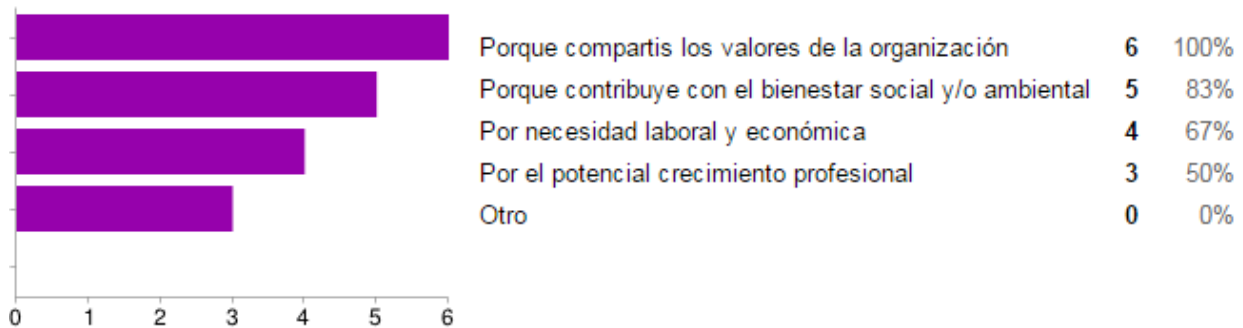 Porque compartis los valores de la organización 6 100%
Porque contribuye con el bienestar social y/o ambiental 5 83%
Por necesidad laboral y económica 4 67%
Por el potencial crecimiento profesional 3 50%
Otro 0 0%
0 1 2 3 4 5 6